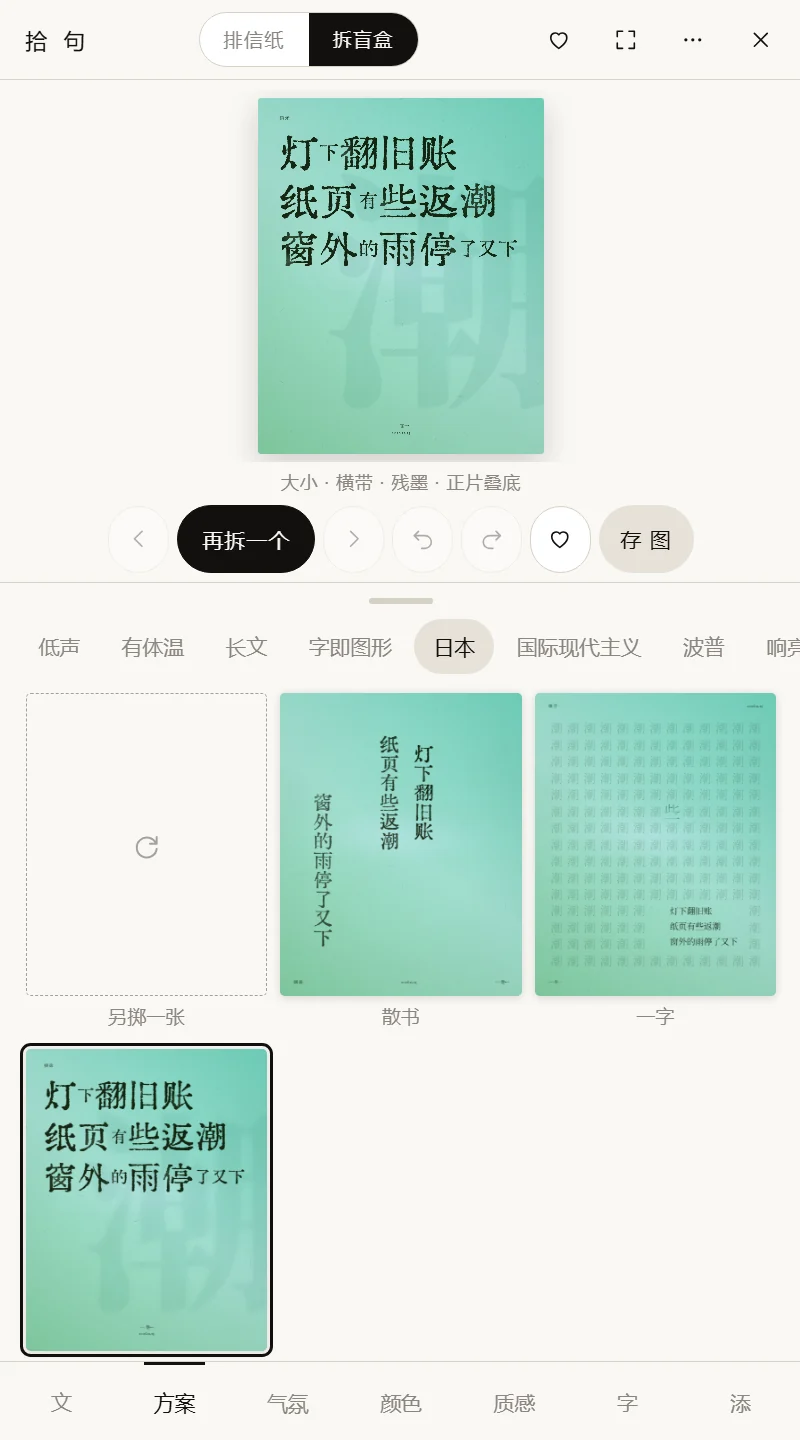 拾 句
排信纸
拆盲盒
灯下翻旧账
纸页有些返潮
窗外的雨停了又下
潮
大小 · 横带 · 残墨 · 正片叠底
再拆一个
存 图
低声
有体温
长文
字即图形
日本
国际现代主义
波普
响亮
另掷一张
灯下翻旧账
纸页有些返潮
窗外的雨停了又下
散书
灯下翻旧账
纸页有些返潮
窗外的雨停了又下
一字
灯下翻旧账
纸页有些返潮
窗外的雨停了又下
潮
文
方案
气氛
颜色
质感
字
添